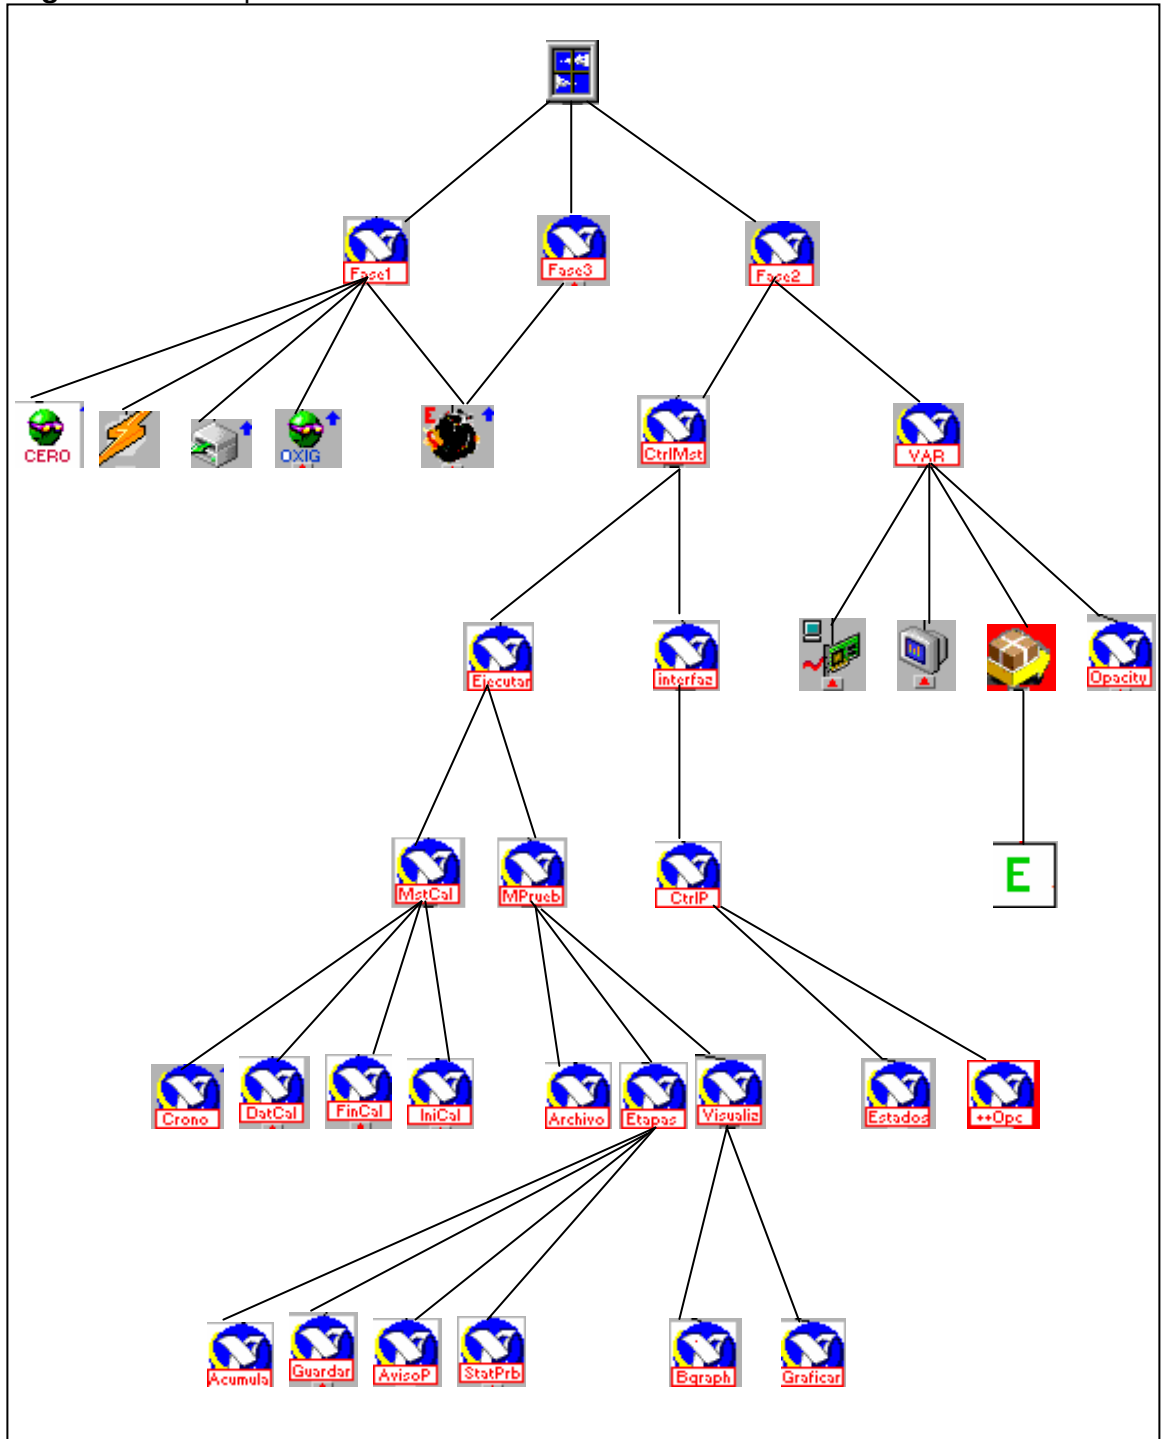 Fase1
Fase3
Fase2
CERO
OXIG
E
CtrlMst
VAR
Ejecutar
interfaz
Opacity
MstCal
MPrueb
CtrlP
E
Crono
DatCal
FinCal
IniCal
Archivo
Etapas
Visualiz
Estados
++Opc
Acumula
Guardar
AvisoP
StatPrb
Bgraph
Graficar